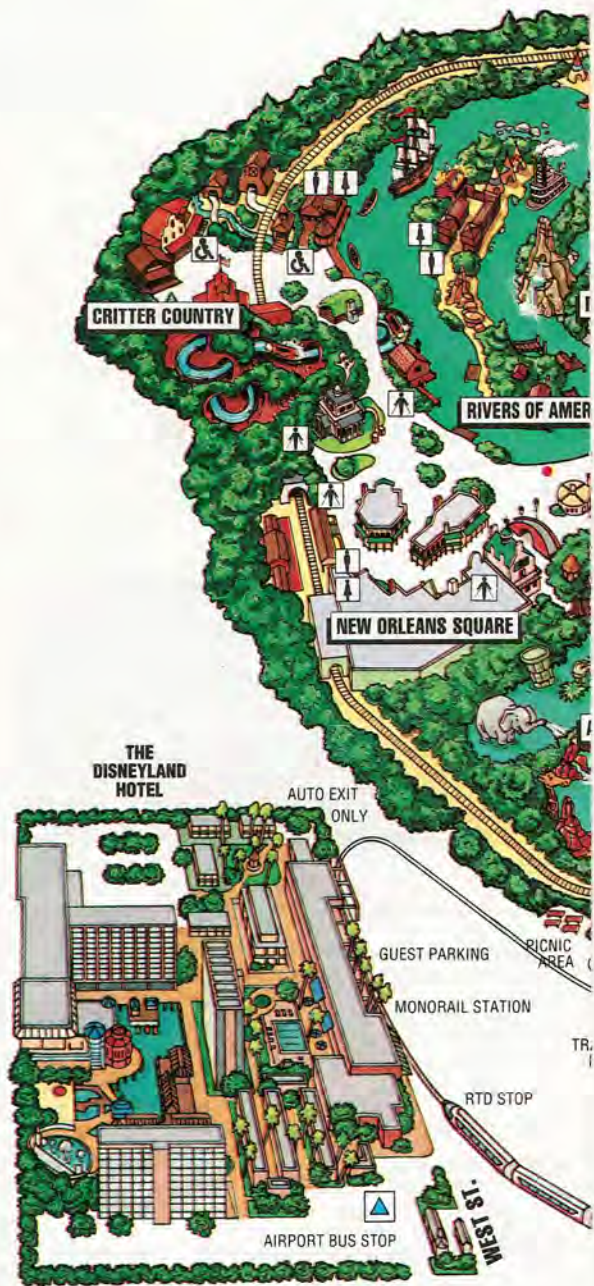 CRITTER COUNTRY
RIVERS OF AMER
NEW ORLEANS SQUARE
THE
DISNEYLAND
HOTEL
AUTO EXIT
ONLY
GUEST PARKING
PICNIC
AREA
MONORAIL STATION
RTD STOP
WEST ST.
AIRPORT BUS STOP